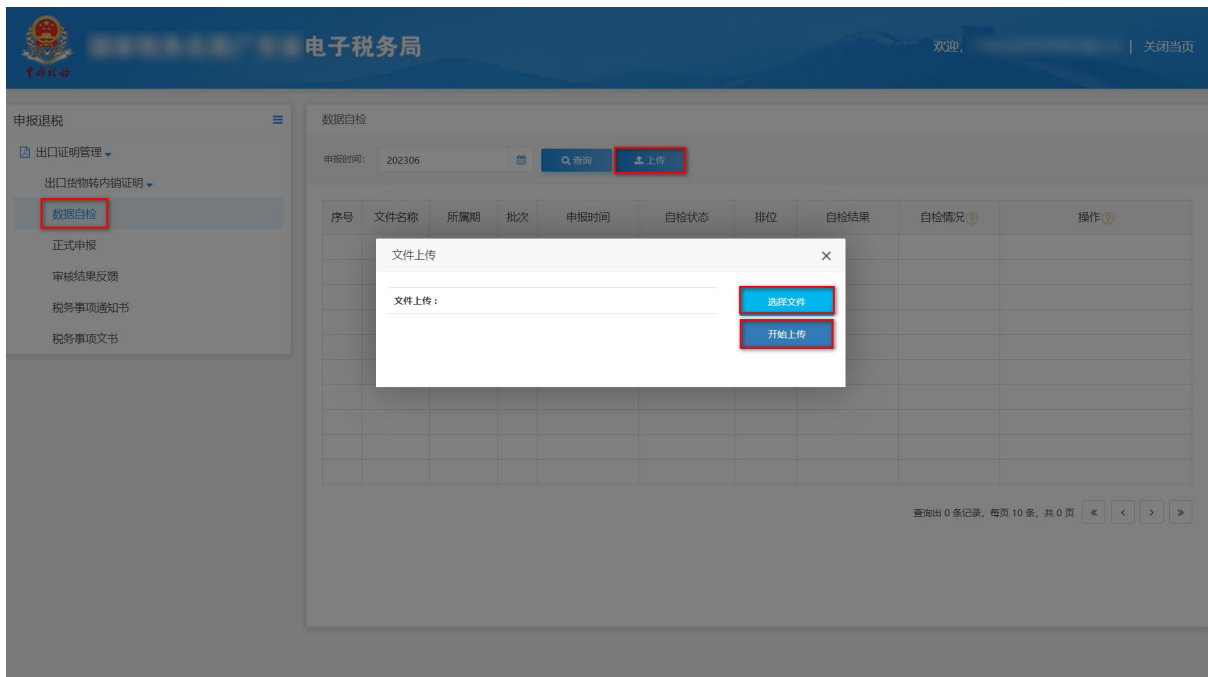 电子税务局
欢迎,
| 关闭当页
中国税务
申报退税
出口证明管理
出口货物转内销证明
数据自检
正式申报
审核结果反馈
税务事项通知书
税务事项文书
数据自检
申报时间: 202306 查询 上传
序号 文件名称 所属期 批次 申报时间 自检状态 排位 自检结果 自检情况? 操作?
文件上传 ×
文件上传: 选择文件
开始上传
查询出 0 条记录, 每页 10 条, 共 0 页 « < > »